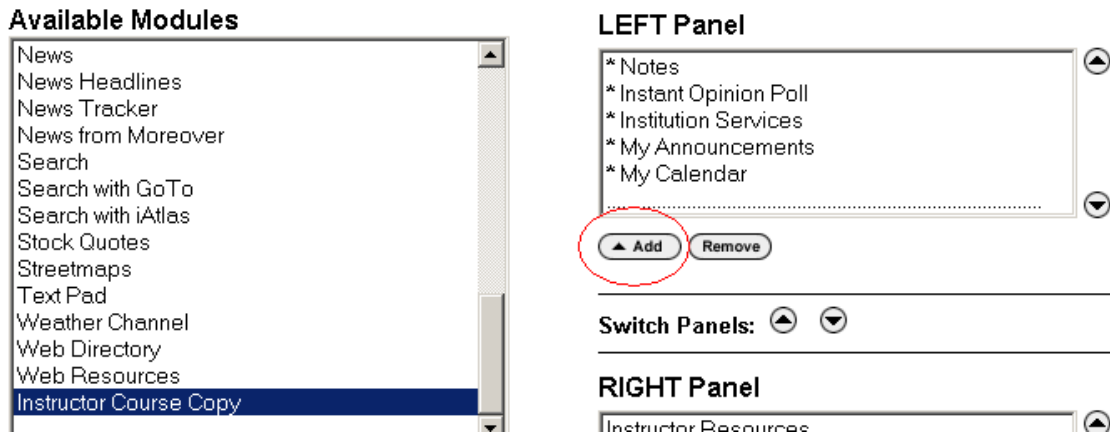 Available Modules
News
News Headlines
News Tracker
News from Moreover
Search
Search with GoTo
Search with iAtlas
Stock Quotes
Streetmaps
Text Pad
Weather Channel
Web Directory
Web Resources
Instructor Course Copy
LEFT Panel
* Notes
* Instant Opinion Poll
* Institution Services
* My Announcements
* My Calendar
Add Remove
Switch Panels:
RIGHT Panel
Instructor Resources